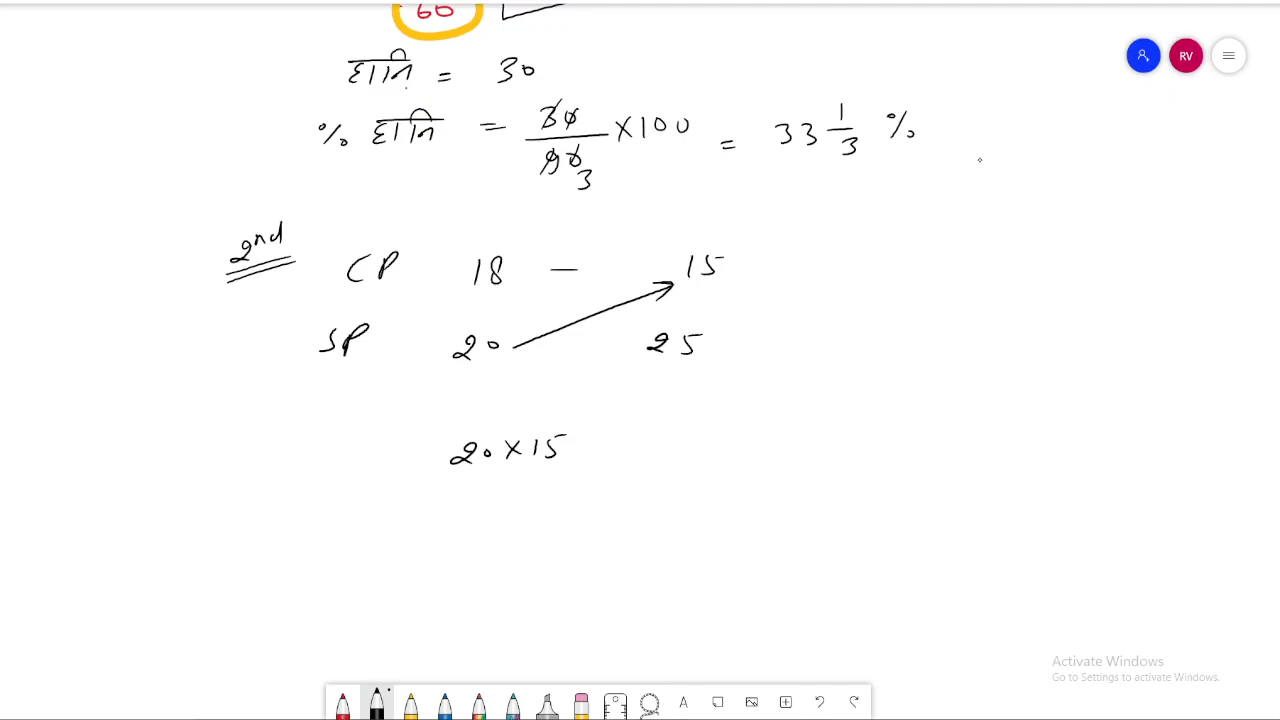 60
हानि = 30
% हानि = 30/90 3 ×100 = 33 1/3 %
RV
2nd CP 18 — 15
SP 20 25
20×15
Activate Windows
Go to Settings to activate Windows.
A